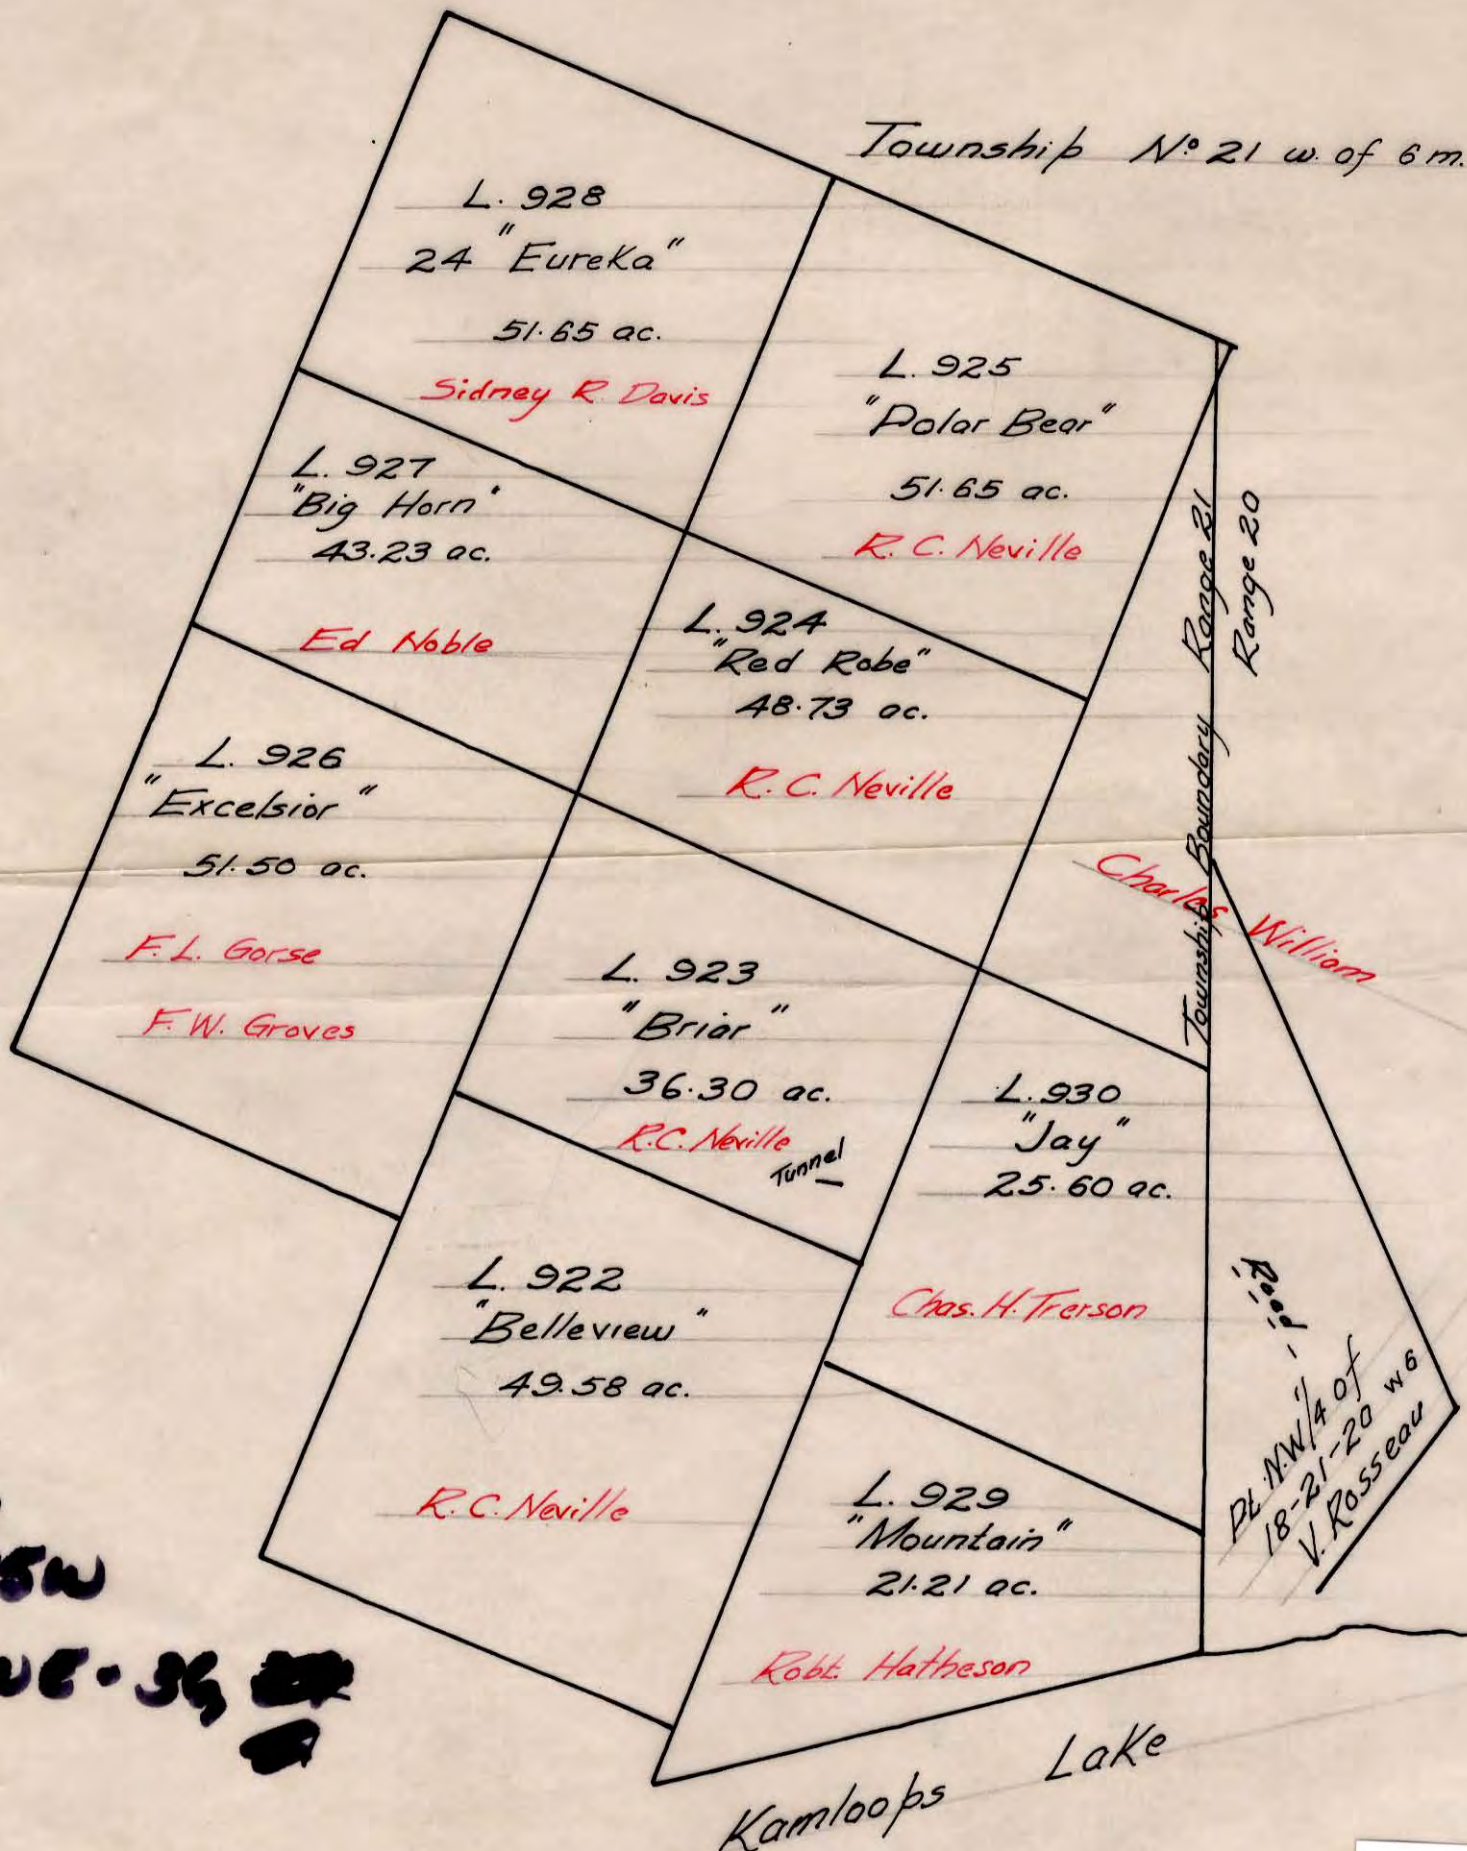 Township No 21 w. of 6 m.
L. 928
24 "Eureka"
51.65 ac.
Sidney R. Davis
L. 925
"Polar Bear"
51.65 ac.
R. C. Neville
L. 927
"Big Horn"
43.23 ac.
Ed Noble
L. 924
"Red Robe"
48.73 ac.
R. C. Neville
Township Boundary Range 21
Range 20
L. 926
"Excelsior"
51.50 ac.
F. L. Gorse
F. W. Groves
Charles William
L. 923
"Briar"
36.30 ac.
R.C. Neville
Tunnel
L. 930
"Jay"
25.60 ac.
Chas. H. Trerson
L. 922
"Belleview"
49.58 ac.
R.C. Neville
Road
Pt. N.W. 1/4 of
18-21-20 w 6
V. Rosseau
L. 929
"Mountain"
21.21 ac.
Robt. Hatheson
Kamloops Lake